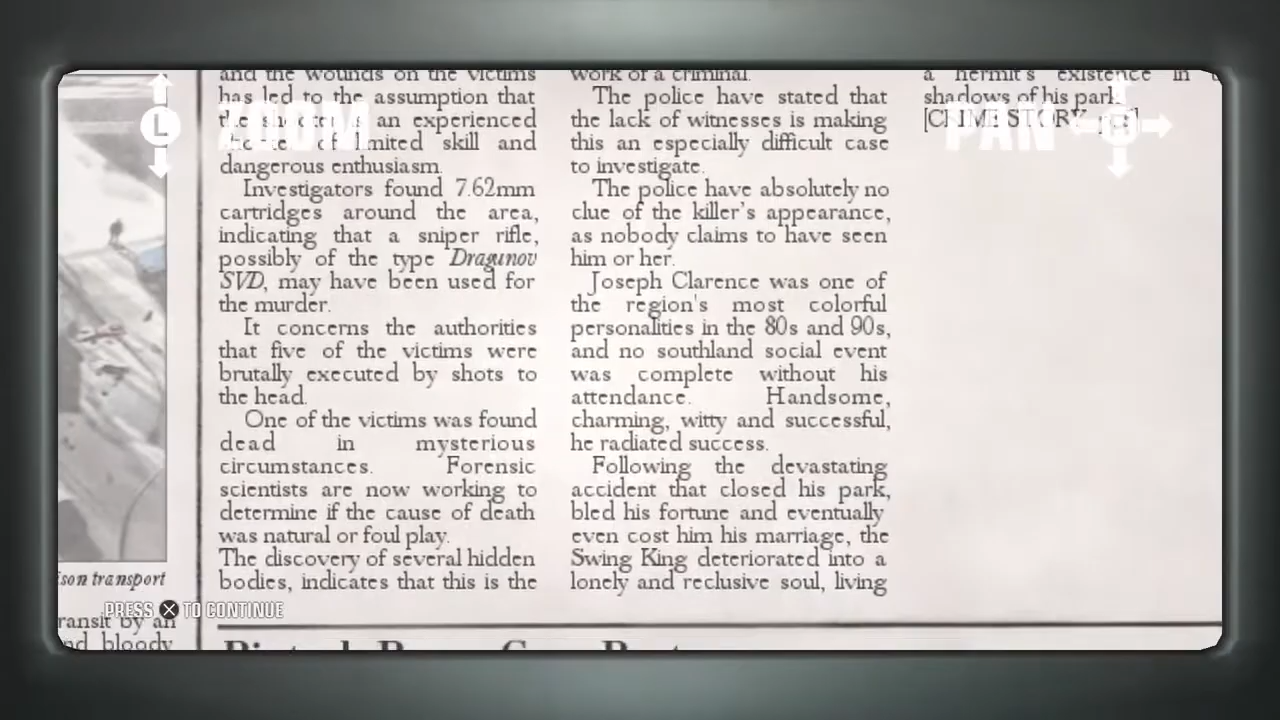 and the wounds on the victims
has led to the assumption that
the shooter is an experienced
limited skill and
dangerous enthusiasm.
Investigators found 7.62mm
cartridges around the area,
indicating that a sniper rifle,
possibly of the type Dragunov
SVD, may have been used for
the murder.
It concerns the authorities
that five of the victims were
brutally executed by shots to
the head.
One of the victims was found
dead in mysterious
circumstances. Forensic
scientists are now working to
determine if the cause of death
was natural or foul play.
The discovery of several hidden
bodies, indicates that this is the
work of a criminal.
The police have stated that
the lack of witnesses is making
this an especially difficult case
to investigate.
The police have absolutely no
clue of the killer's appearance,
as nobody claims to have seen
him or her.
Joseph Clarence was one of
the region's most colorful
personalities in the 80s and 90s,
and no southland social event
was complete without his
attendance. Handsome,
charming, witty and successful,
he radiated success.
Following the devastating
accident that closed his park,
bled his fortune and eventually
even cost him his marriage, the
Swing King deteriorated into a
lonely and reclusive soul, living
a hermit's existence in
shadows of his park.
[CRIME STORY
L
ZOOM
PAN
R
ison transport
ransit by an
nd bloody
PRESS X TO CONTINUE